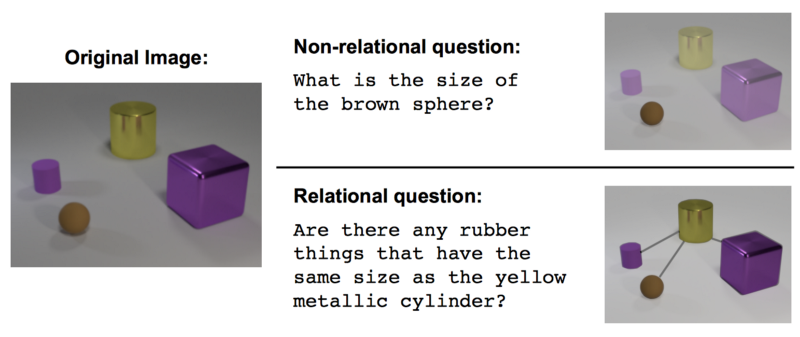 Original Image:
Non-relational question:
What is the size of
the brown sphere?
Relational question:
Are there any rubber
things that have the
same size as the yellow
metallic cylinder?